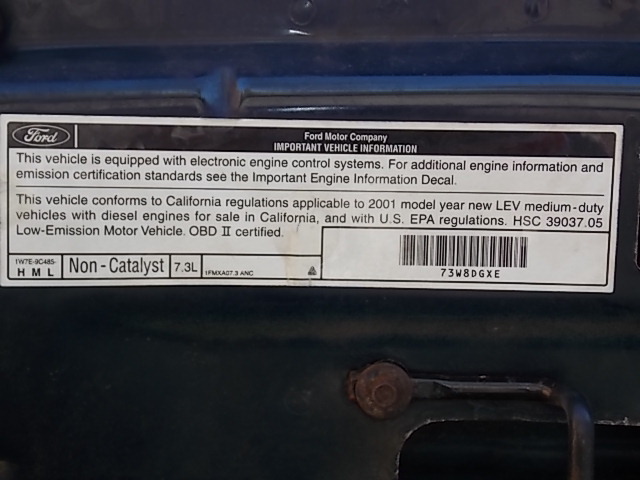 Ford
Ford Motor Company
IMPORTANT VEHICLE INFORMATION
This vehicle is equipped with electronic engine control systems. For additional engine information and
emission certification standards see the Important Engine Information Decal.
This vehicle conforms to California regulations applicable to 2001 model year new LEV medium-duty
vehicles with diesel engines for sale in California, and with U.S. EPA regulations. HSC 39037.05
Low-Emission Motor Vehicle. OBD II certified.
1W7E-9C485-
H M L
Non-Catalyst
7.3L
1FMXA07.3 ANC
73W8DGXE